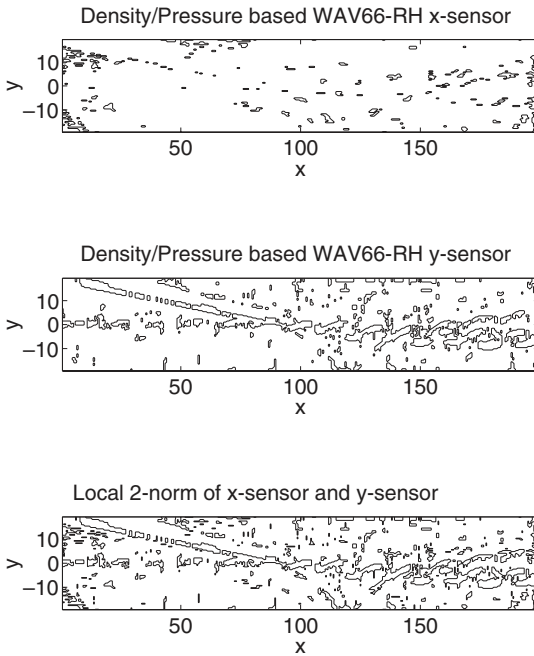 Density/Pressure based WAV66-RH x-sensor
10
0
−10
y
50 100 150
x
Density/Pressure based WAV66-RH y-sensor
10
0
−10
y
50 100 150
x
Local 2-norm of x-sensor and y-sensor
10
0
−10
y
50 100 150
x